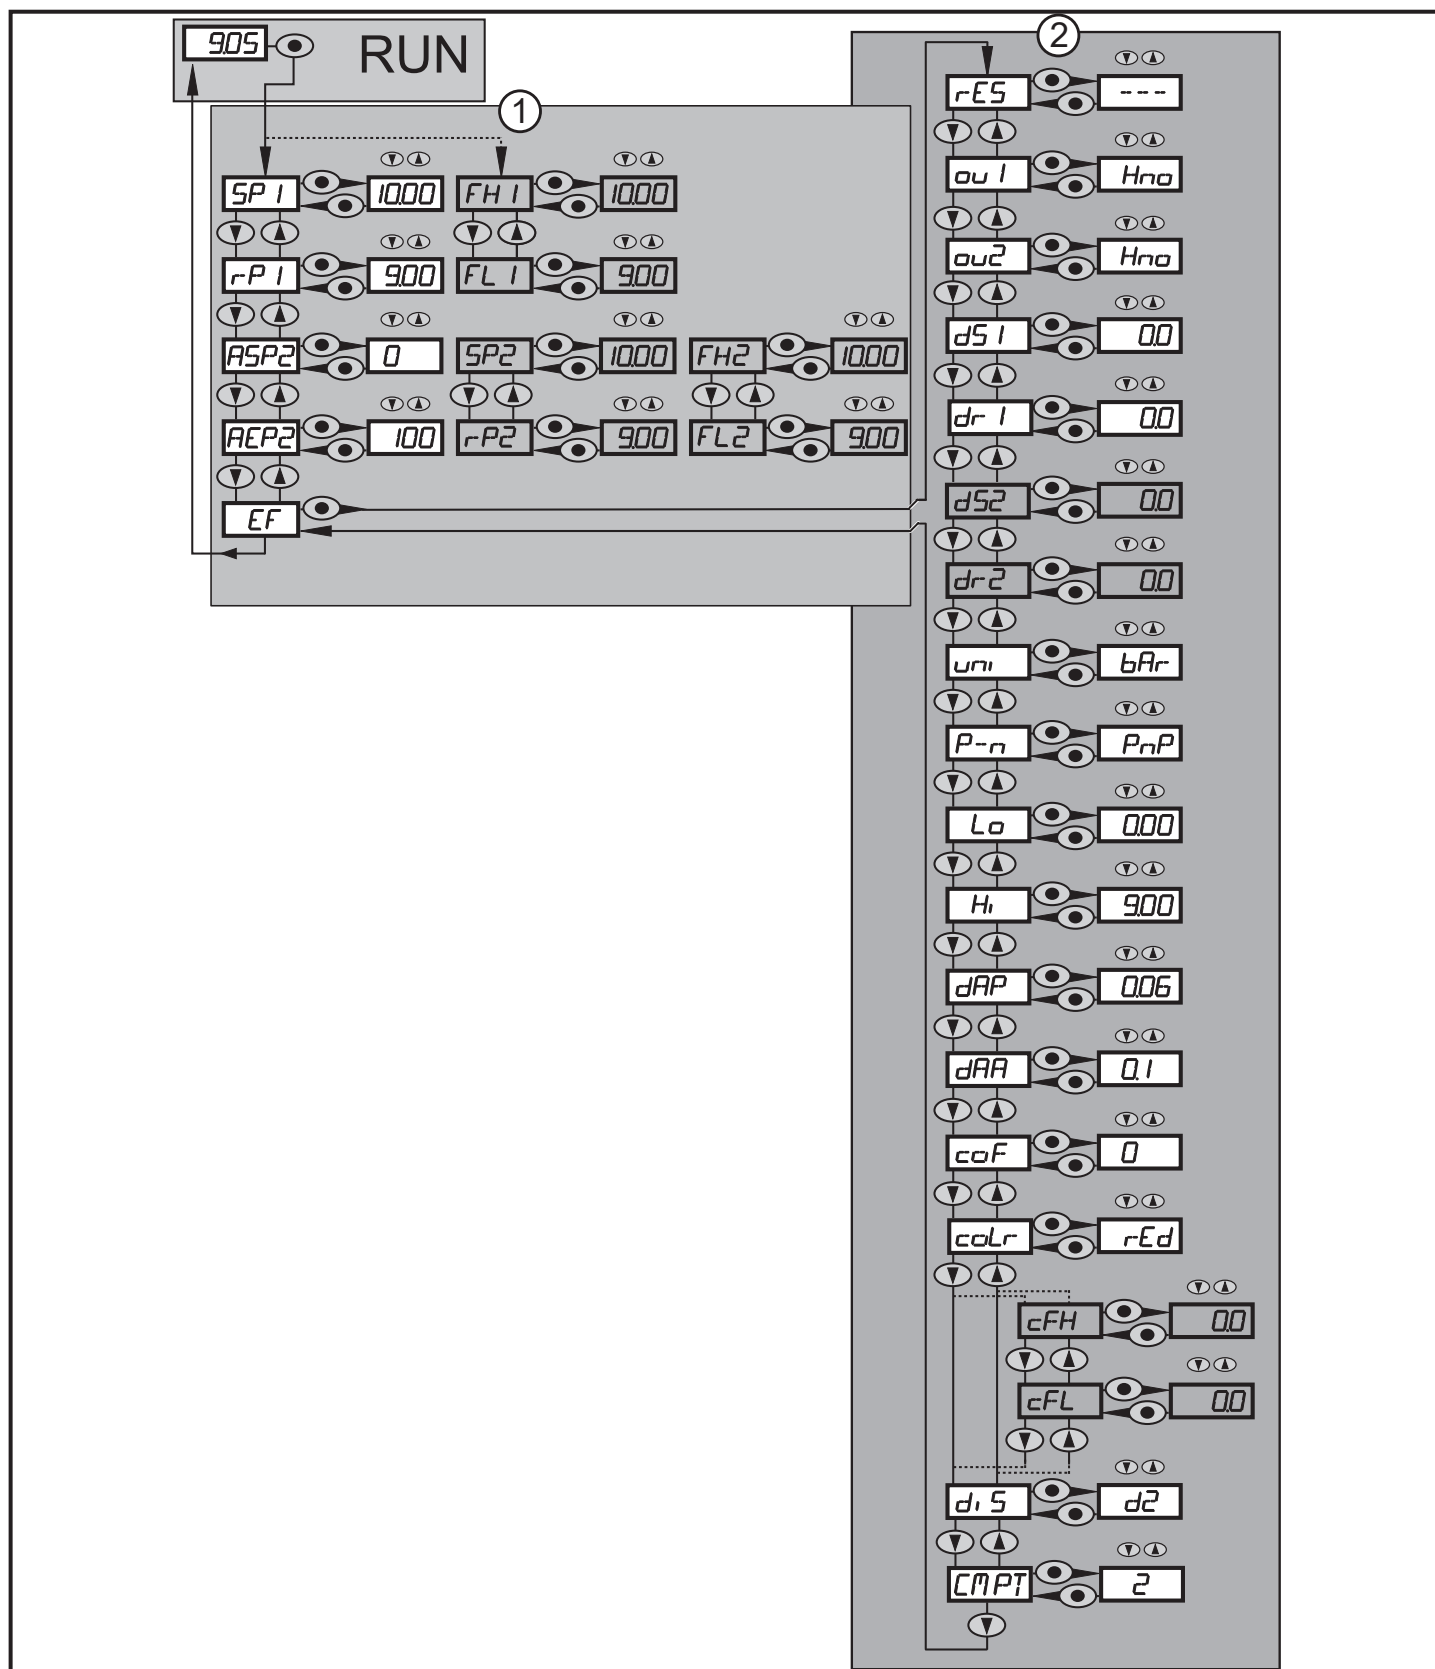 9.05 RUN
1
SP1 10.00 FH1 10.00
rP1 9.00 FL1 9.00
ASP2 0 SP2 10.00 FH2 10.00
AEP2 100 rP2 9.00 FL2 9.00
EF
2
rES ---
ou1 Hno
ou2 Hno
dS1 0.0
dr1 0.0
dS2 0.0
dr2 0.0
uni bAr
P-n PnP
Lo 0.00
Hi 9.00
dAP 0.06
dAA 0.1
coF 0
coLr rEd
cFH 0.0
cFL 0.0
diS d2
CMPT 2